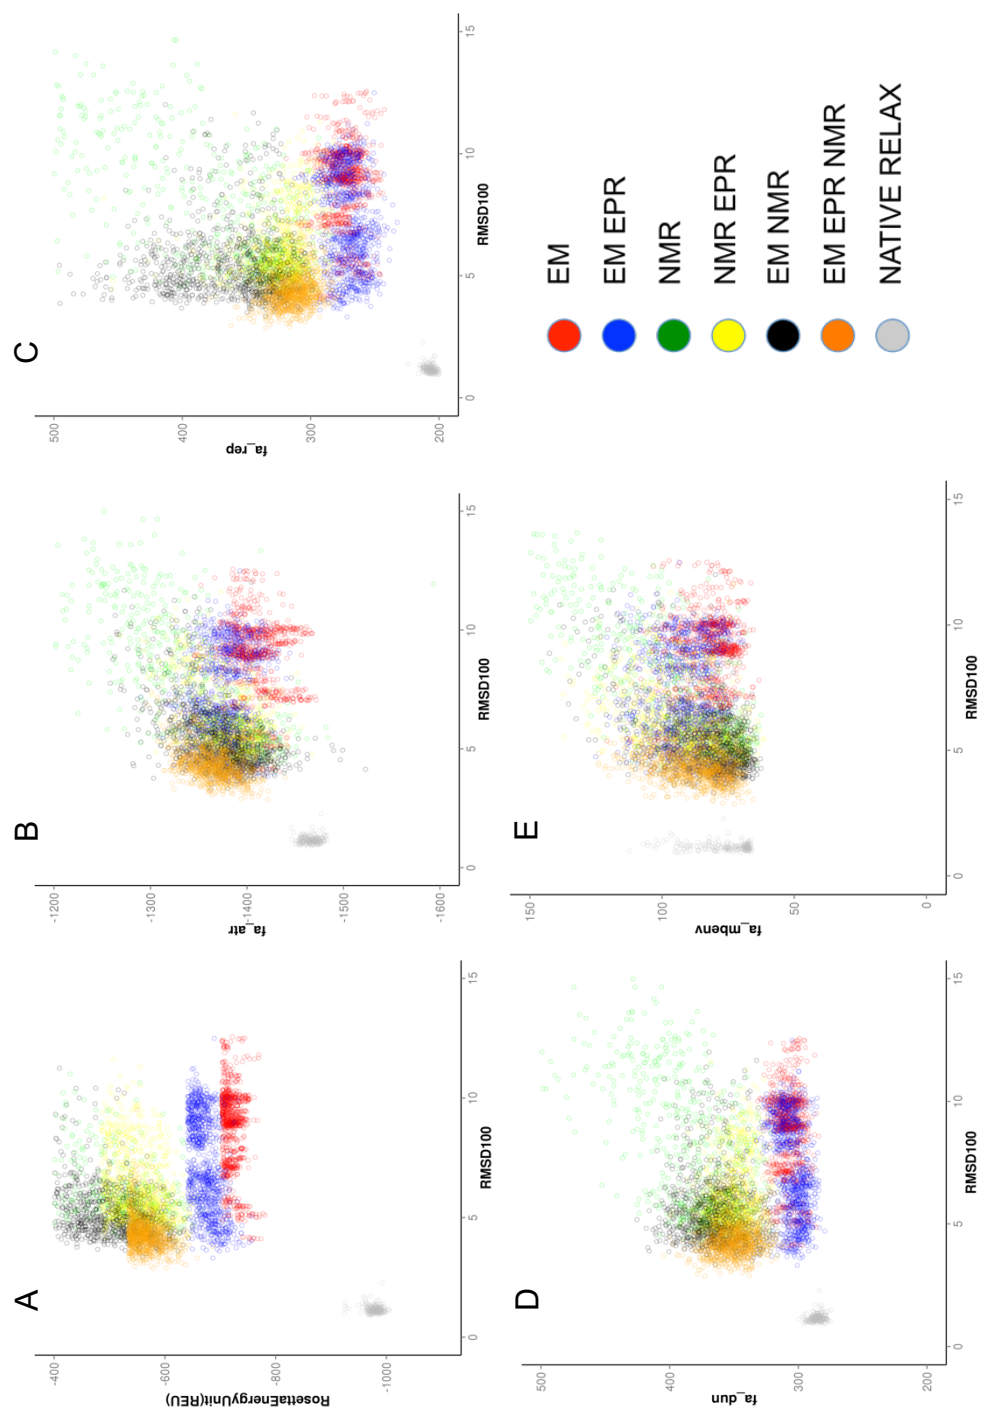 A
-400
-600
-800
-1000
RosettaEnergyUnit(REU)
0
5
10
15
RMSD100
B
-1200
-1300
-1400
-1500
-1600
fa_atr
0
5
10
15
RMSD100
C
500
400
300
200
fa_rep
0
5
10
15
RMSD100
D
500
400
300
200
fa_dun
0
5
10
15
RMSD100
E
150
100
50
0
fa_mbenv
0
5
10
15
RMSD100
EM
EM EPR
NMR
NMR EPR
EM NMR
EM EPR NMR
NATIVE RELAX